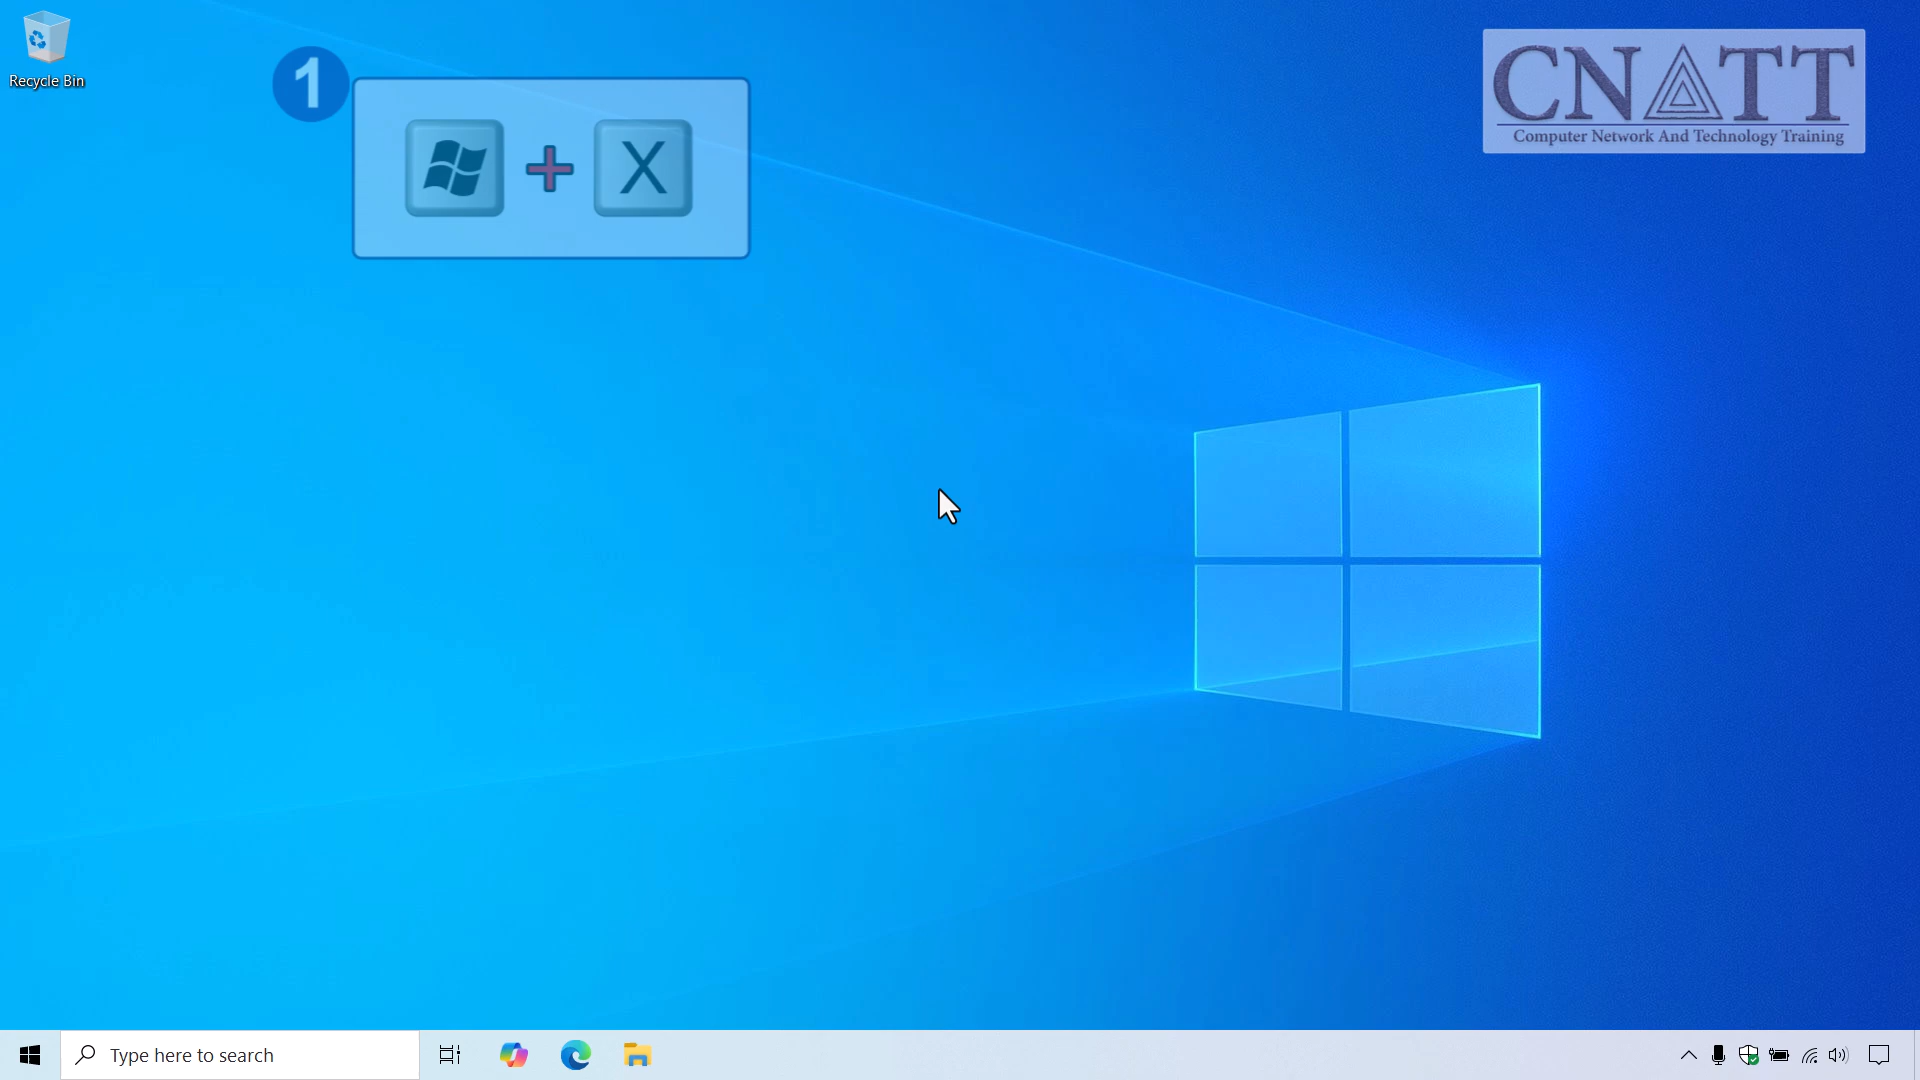 Recycle Bin
1
+ X
CNATT
Computer Network And Technology Training
Type here to search